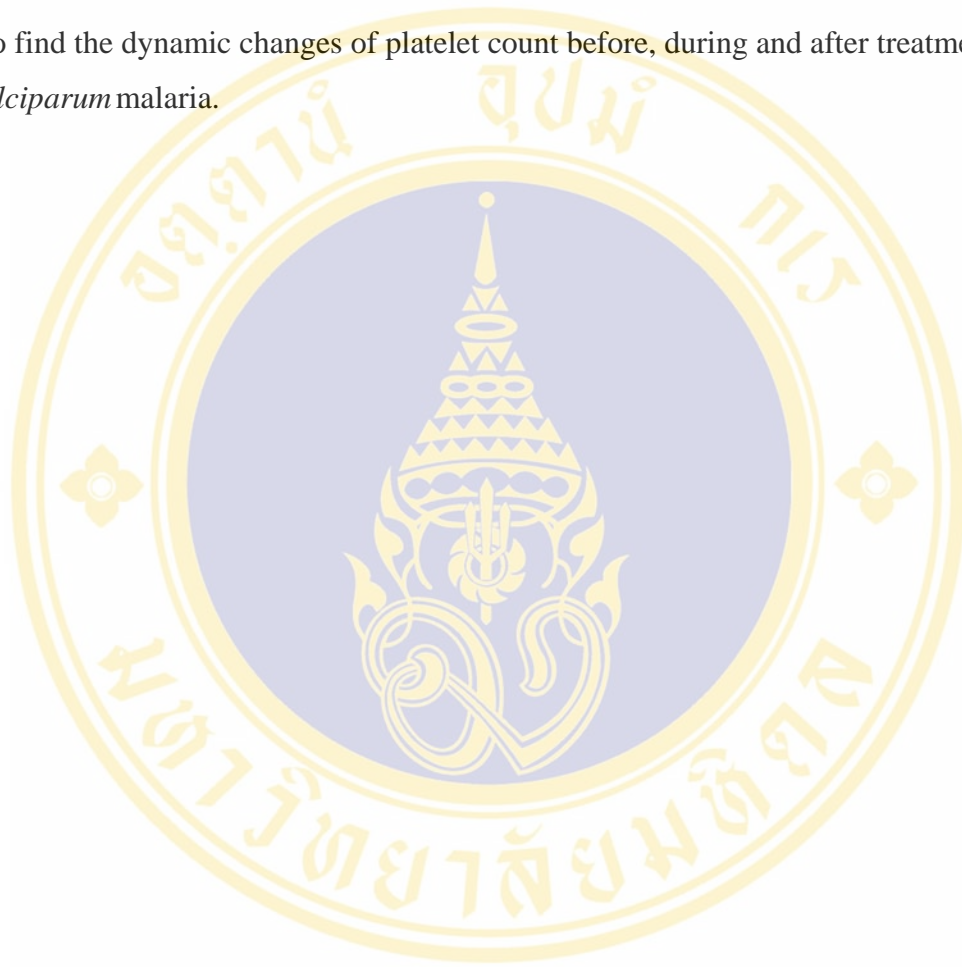 o find the dynamic changes of platelet count before, during and after treatme
lciparum malaria.
อตฺตานํ อุปมํ กเร
มหาวิทยาลัยมหิดล